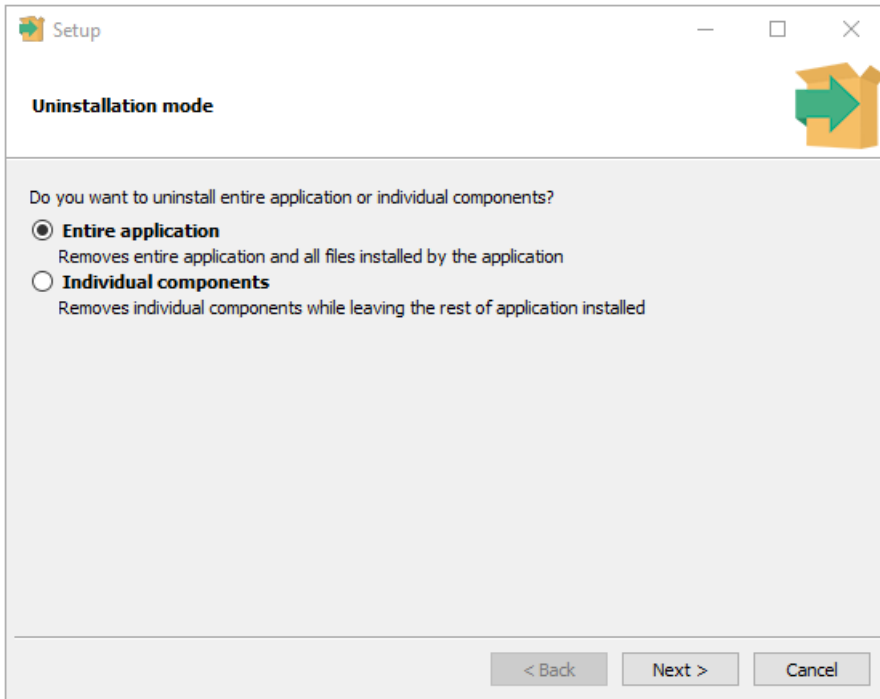 Setup
Uninstallation mode
Do you want to uninstall entire application or individual components?
Entire application
Removes entire application and all files installed by the application
Individual components
Removes individual components while leaving the rest of application installed
< Back Next > Cancel